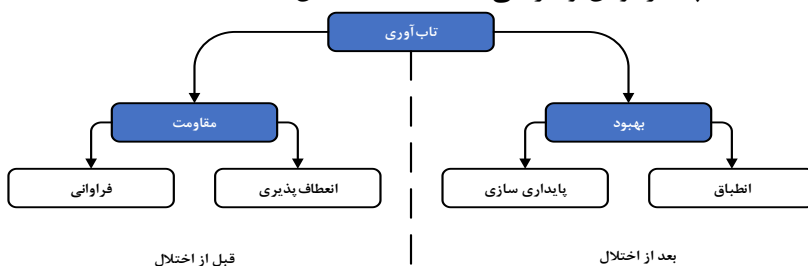 تاب‌آوری
بهبود
مقاومت
انطباق
پایداری سازی
انعطاف‌پذیری
فراوانی
بعد از اختلال
قبل از اختلال